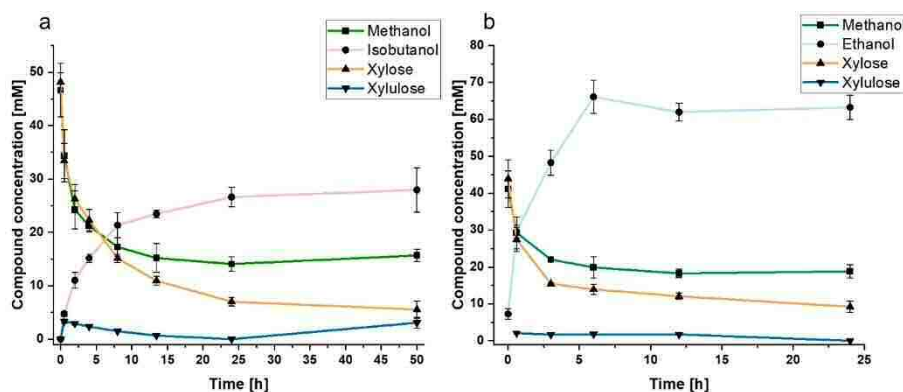 a
Methanol
Isobutanol
Xylose
Xylulose
Compound concentration [mM]
50
40
30
20
10
0
0 5 10 15 20 25 30 35 40 45 50
Time [h]
b
Methanol
Ethanol
Xylose
Xylulose
Compound concentration [mM]
80
70
60
50
40
30
20
10
0
0 5 10 15 20 25
Time [h]